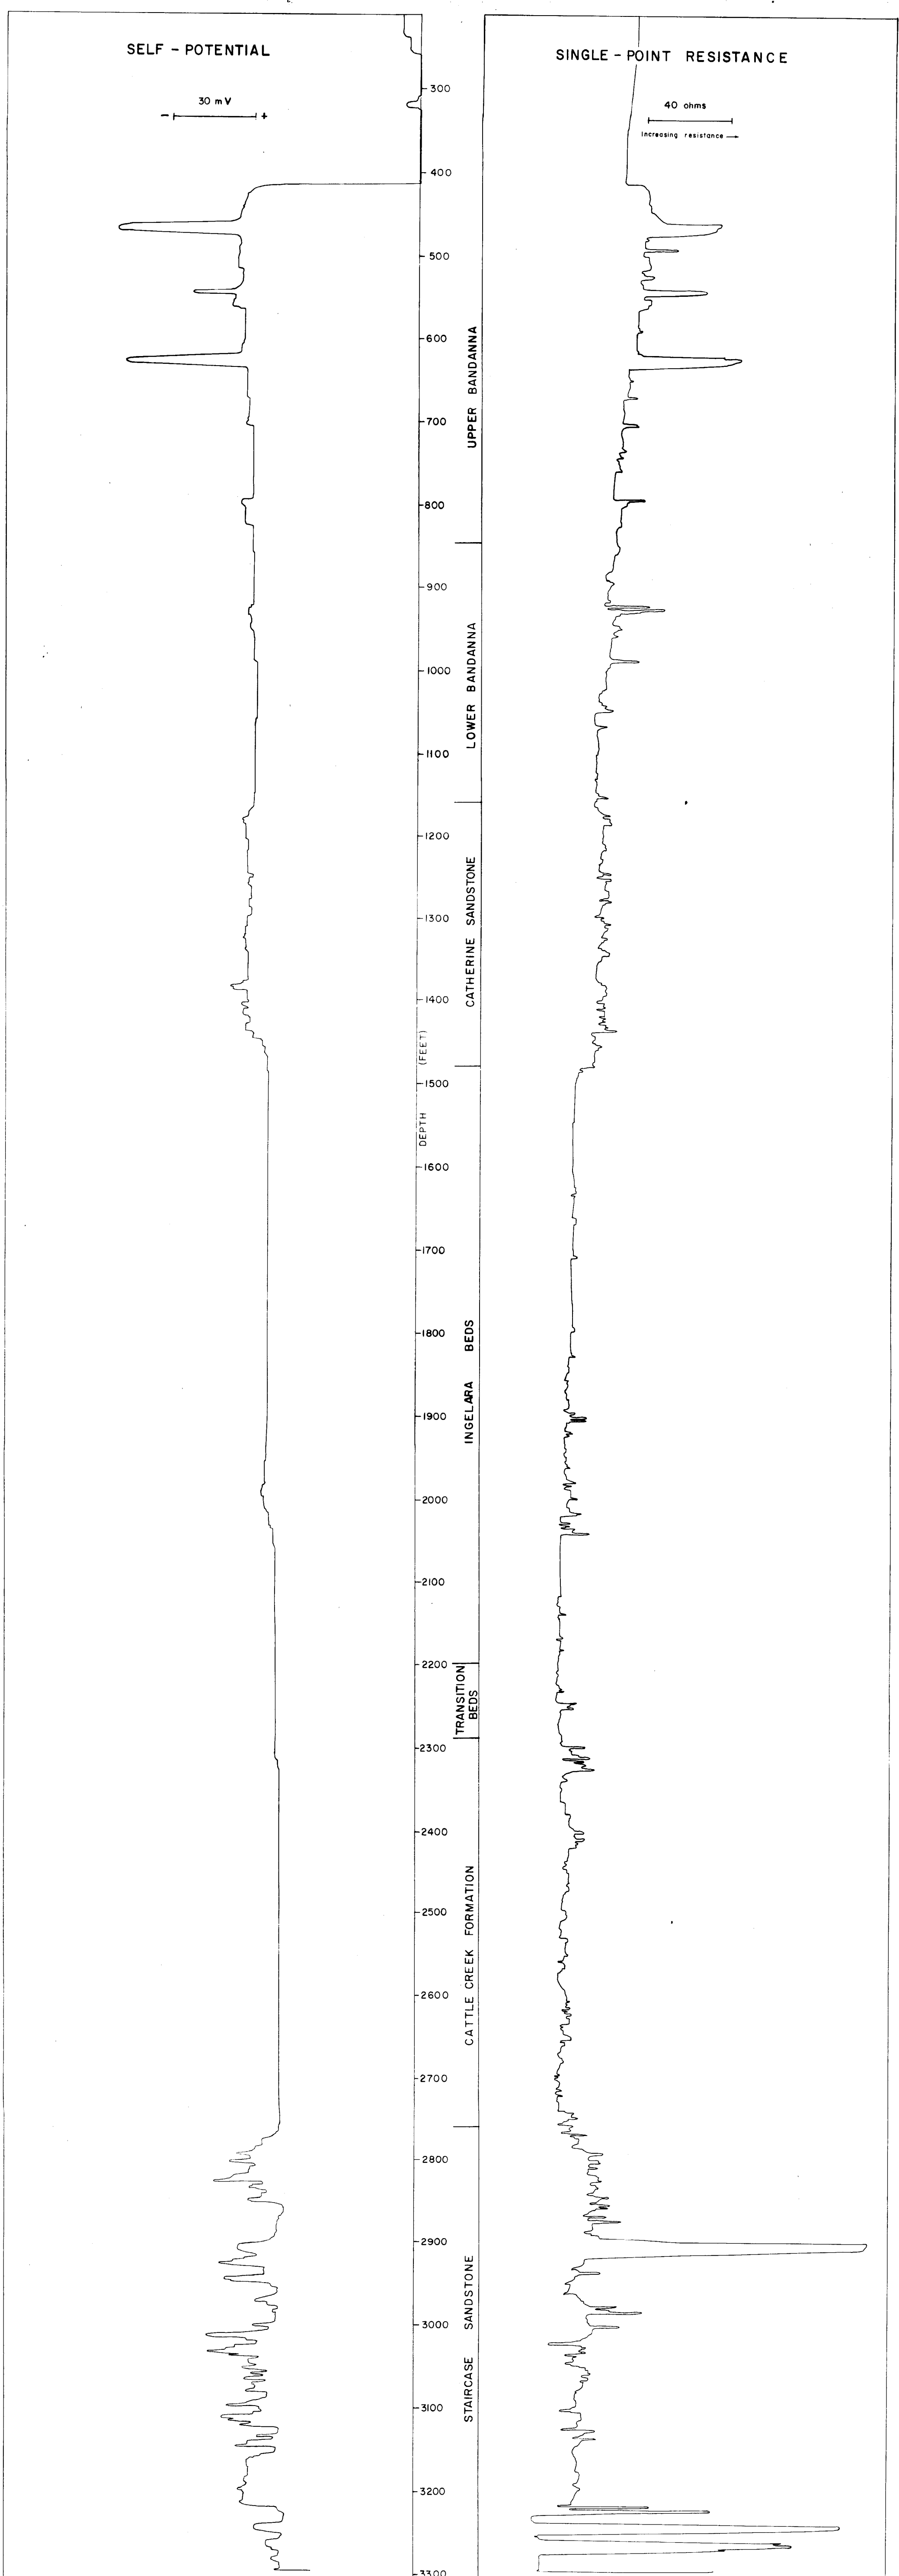 SELF - POTENTIAL
30 mV
- +
SINGLE - POINT RESISTANCE
40 ohms
Increasing resistance
300
400
500
600
700
800
900
1000
1100
1200
1300
1400
1500
1600
1700
1800
1900
2000
2100
2200
2300
2400
2500
2600
2700
2800
2900
3000
3100
3200
3300
DEPTH (FEET)
UPPER BANDANNA
LOWER BANDANNA
CATHERINE SANDSTONE
INGELARA BEDS
TRANSITION
BEDS
CATTLE CREEK FORMATION
STAIRCASE SANDSTONE